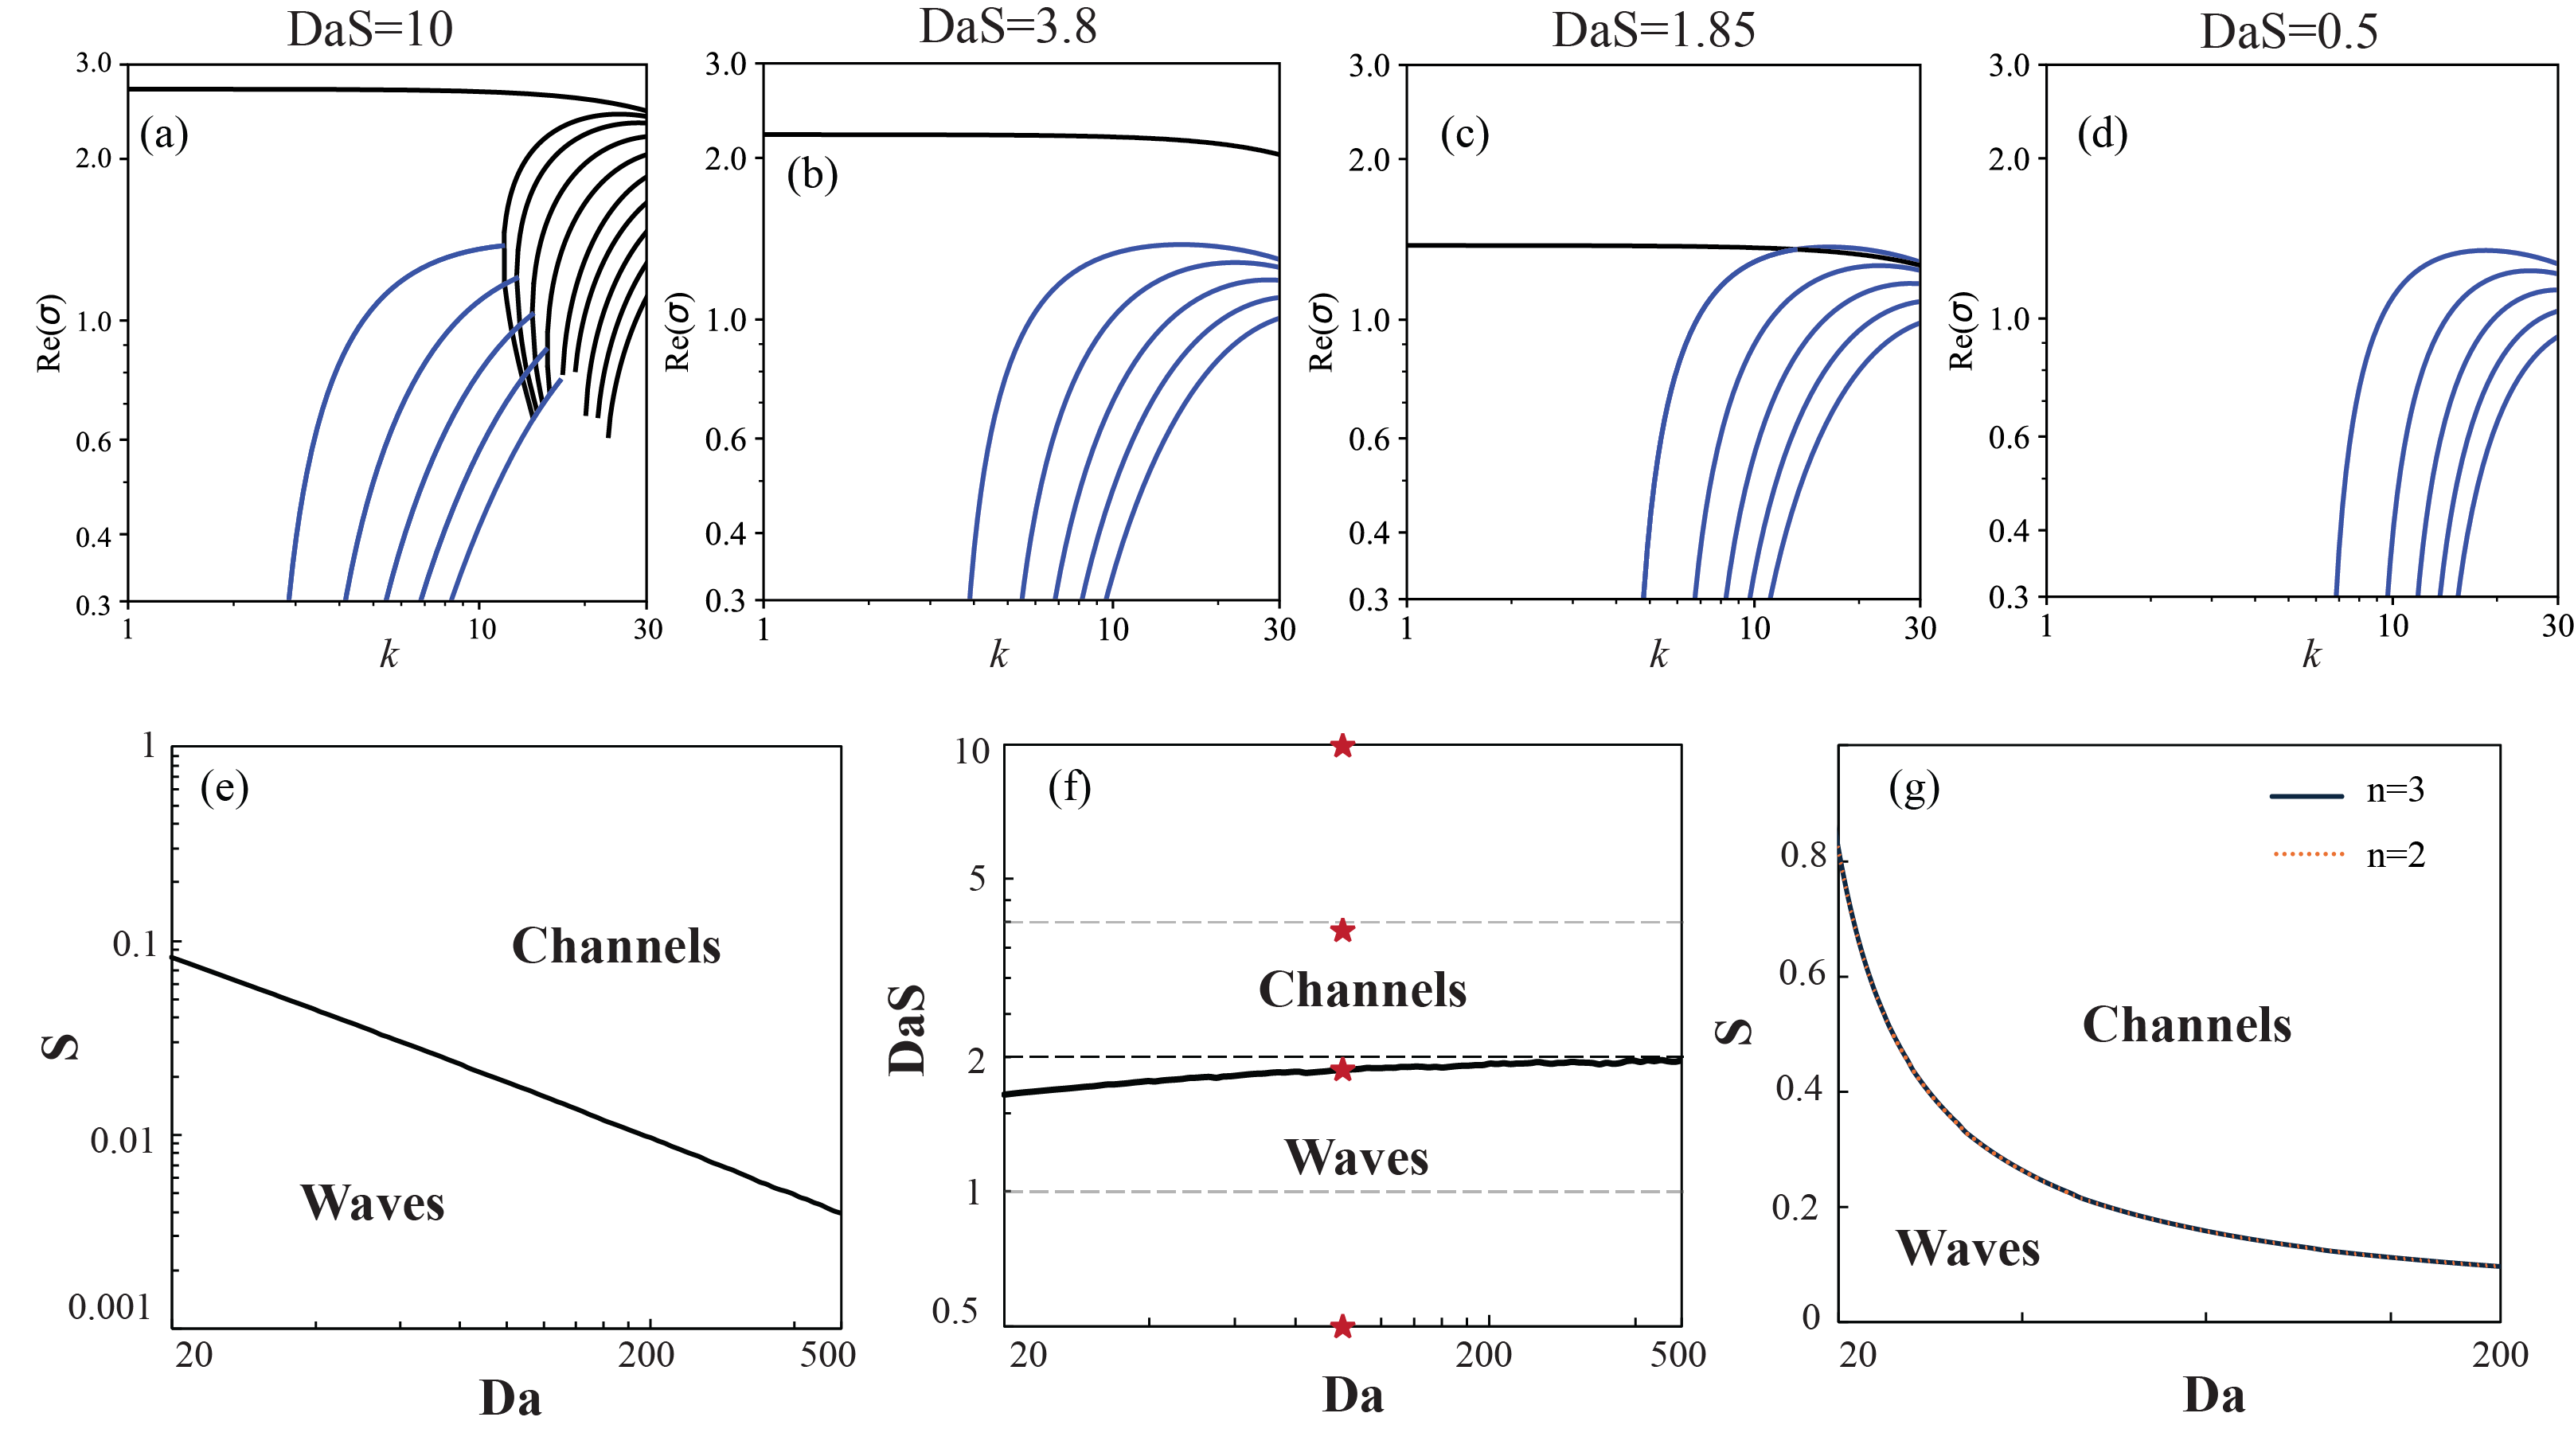 DaS=10
DaS=3.8
DaS=1.85
DaS=0.5
(a)
3.0
2.0
1.0
0.6
0.4
0.3
Re(σ)
1
10
30
k
(b)
3.0
2.0
1.0
0.6
0.4
0.3
Re(σ)
1
10
30
k
(c)
3.0
2.0
1.0
0.6
0.4
0.3
Re(σ)
1
10
30
k
(d)
3.0
2.0
1.0
0.6
0.4
0.3
Re(σ)
1
10
30
k
(e)
1
0.1
0.01
0.001
S
Channels
Waves
20
200
500
Da
(f)
10
5
2
1
0.5
DaS
Channels
Waves
20
200
500
Da
(g)
n=3
n=2
0.8
0.6
0.4
0.2
0
S
Channels
Waves
20
200
Da